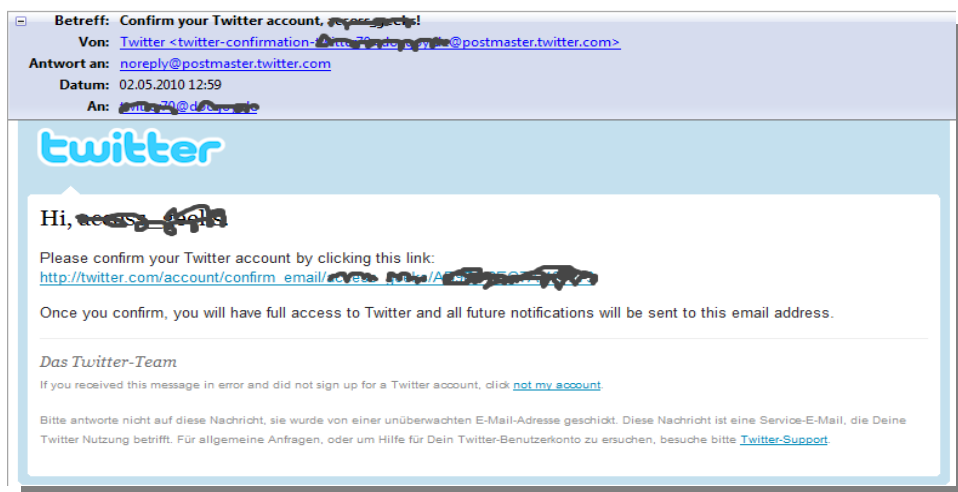 Betreff: Confirm your Twitter account, !
Von: Twitter <twitter-confirmation- @postmaster.twitter.com>
Antwort an: noreply@postmaster.twitter.com
Datum: 02.05.2010 12:59
An:
twitter
Hi,
Please confirm your Twitter account by clicking this link:
http://twitter.com/account/confirm_email/
Once you confirm, you will have full access to Twitter and all future notifications will be sent to this email address.
Das Twitter-Team
If you received this message in error and did not sign up for a Twitter account, click not my account.
Bitte antworte nicht auf diese Nachricht, sie wurde von einer unüberwachten E-Mail-Adresse geschickt. Diese Nachricht ist eine Service-E-Mail, die Deine
Twitter Nutzung betrifft. Für allgemeine Anfragen, oder um Hilfe für Dein Twitter-Benutzerkonto zu ersuchen, besuche bitte Twitter-Support.